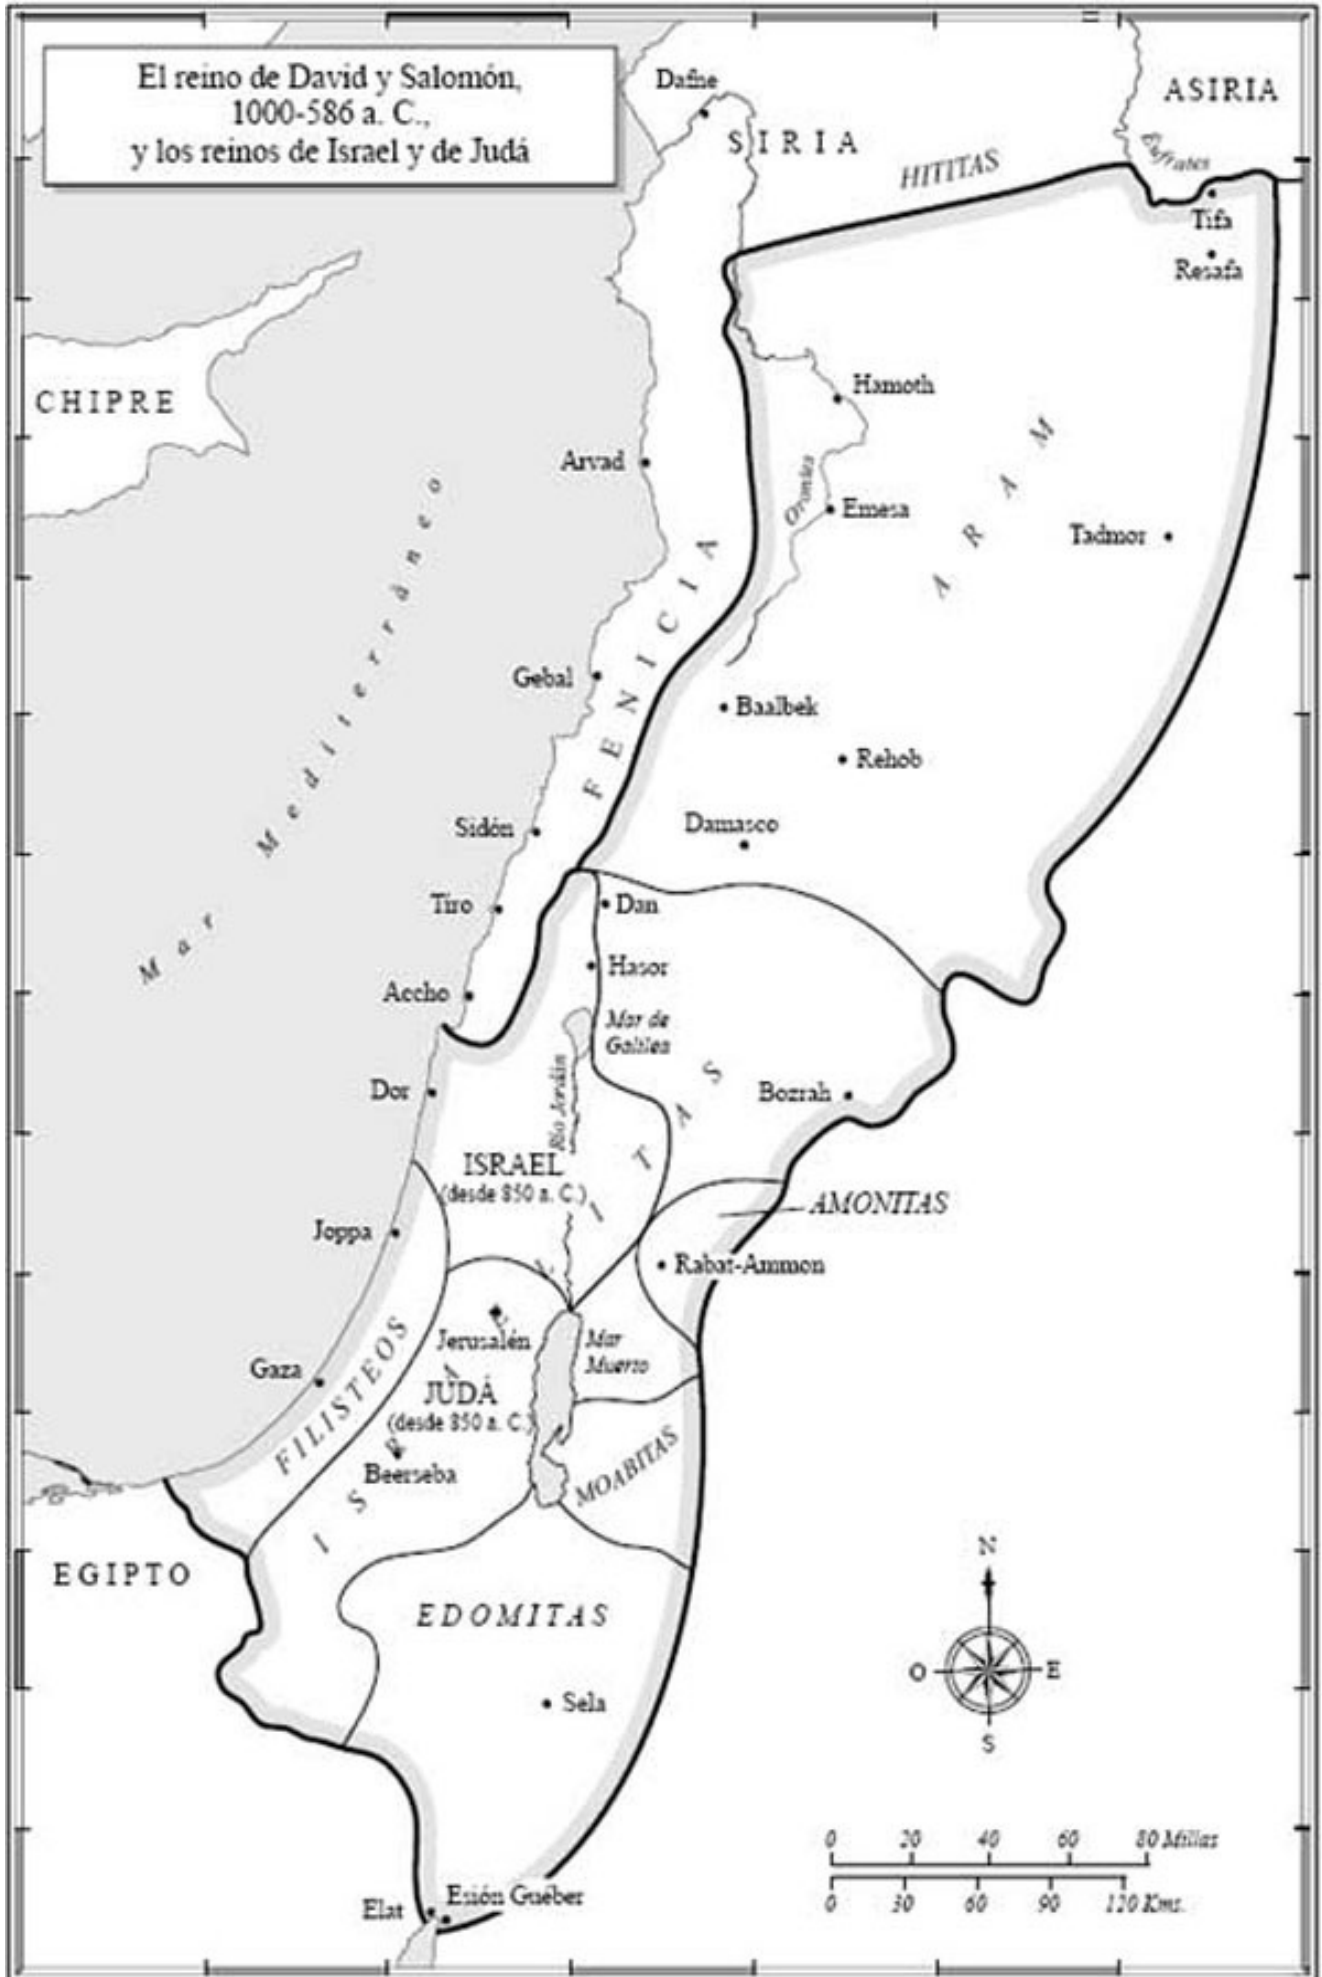 El reino de David y Salomón,
1000-586 a. C.,
y los reinos de Israel y de Judá
Dafne
SIRIA
ASIRIA
Eufrates
HITITAS
Tifa
Resafa
CHIPRE
Hamoth
Arvad
Orontes
Emesa
ARAM
Tadmor
Mar Mediterráneo
FENICIA
Gebal
Baalbek
Rehob
Sidón
Damasco
Tiro
Dan
Hasor
Accho
Mar de
Galilea
Río Jordán
Dor
Bozrah
ISRAEL
(desde 850 a. C.)
AMONITAS
Joppa
Rabat-Ammon
Jerusalén
Mar
Muerto
Gaza
FILISTEOS
JUDÁ
(desde 850 a. C.)
Beerseba
MOABITAS
ISRAELITAS
EGIPTO
EDOMITAS
Sela
N
O
E
S
0 20 40 60 80 Millas
0 30 60 90 120 Kms.
Elat
Esión Guéber